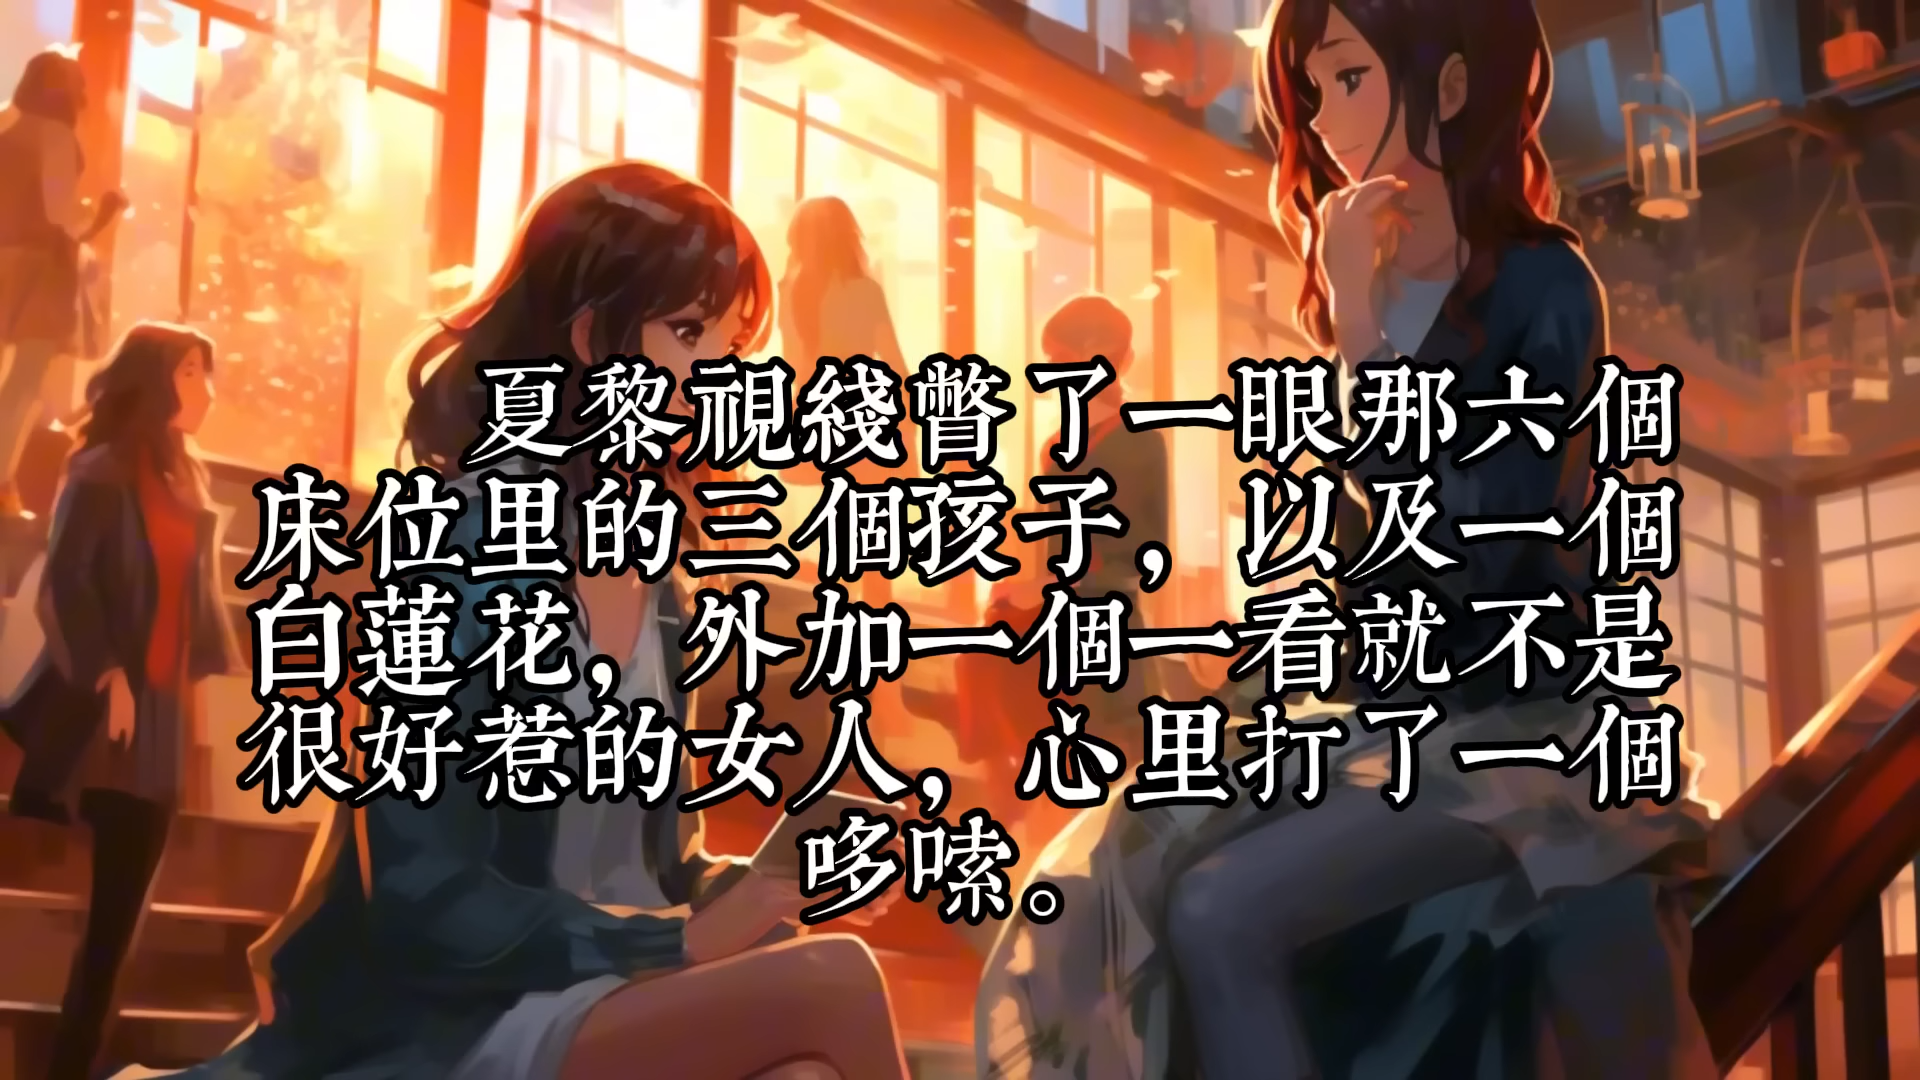 夏黎視綫瞥了一眼那六個
床位里的三個孩子，以及一個
白蓮花，外加一個一看就不是
很好惹的女人，心里打了一個
哆嗦。